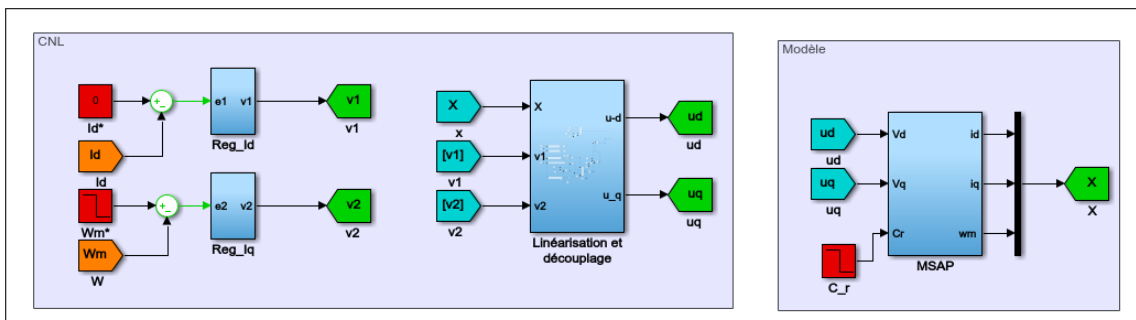 CNL
0
Id*
Id
Id
+
-
e1
v1
Reg_Id
v1
v1
Wm*
Wm
W
+
-
e2
v2
Reg_Iq
v2
v2
X
x
[v1]
v1
[v2]
v2
X
v1
v2
u-d
u_q
Linéarisation et
découplage
ud
ud
uq
uq
Modèle
ud
ud
uq
uq
C_r
Vd
Vq
Cr
id
iq
wm
MSAP
X
X